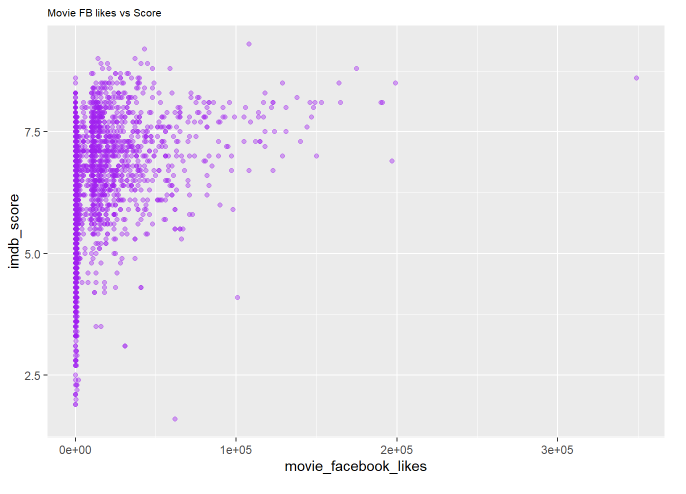 Movie FB likes vs Score
imdb_score
7.5
5.0
2.5
0e+00 1e+05 2e+05 3e+05
movie_facebook_likes